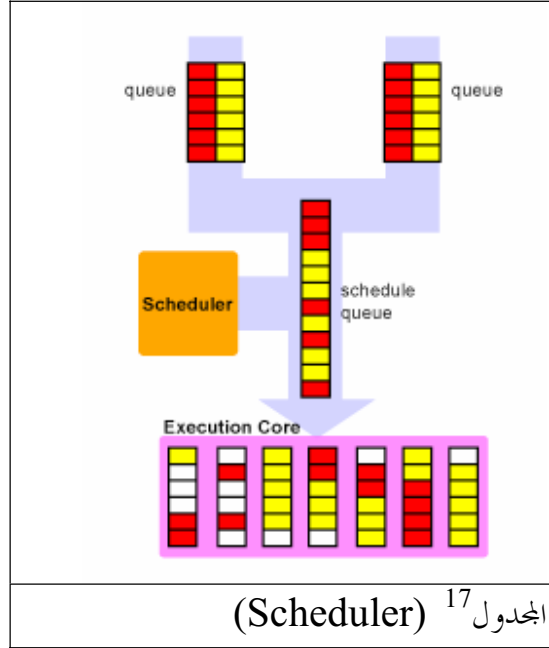 queue
queue
Scheduler
schedule
queue
Execution Core
المجدول17 (Scheduler)